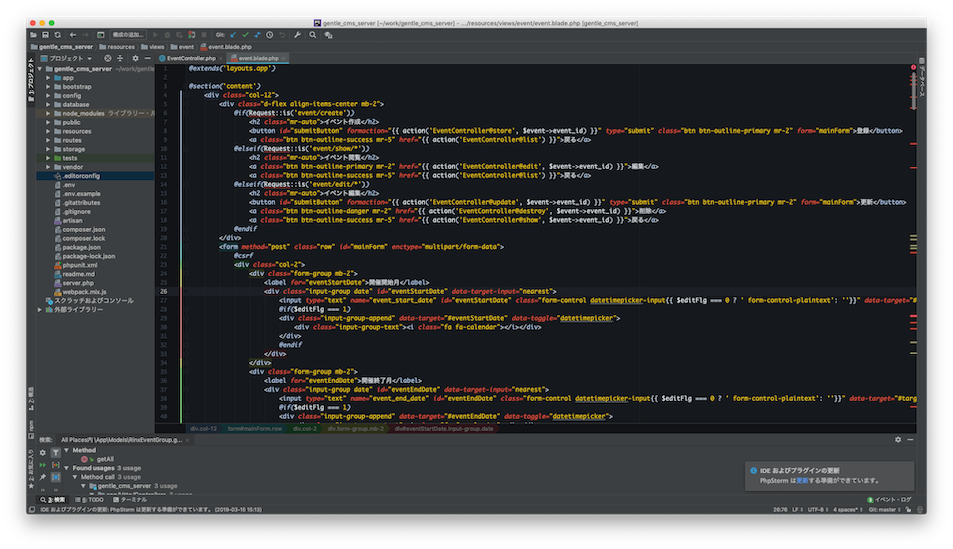 gentle_cms_server [~/work/gentle_cms_server] - .../resources/views/event/event.blade.php [gentle_cms_server]
構成の追加... Git:
gentle_cms_server resources views event event.blade.php
プロジェクト
EventController.php event.blade.php
gentle_cms_server ~/work/gentle_
app
bootstrap
config
database
node_modules ライブラリー・ル
public
resources
routes
storage
tests
vendor
.editorconfig
.env
.env.example
.gitattributes
.gitignore
artisan
composer.json
composer.lock
package.json
package-lock.json
phpunit.xml
readme.md
server.php
webpack.mix.js
スクラッチおよびコンソール
外部ライブラリー
@extends('layouts.app')
@section('content')
<div class="col-12">
<div class="d-flex align-items-center mb-2">
@if(Request::is('event/create'))
<h2 class="mr-auto">イベント作成</h2>
<button id="submitButton" formaction="{{ action('EventController@store', $event->event_id) }}" type="submit" class="btn btn-outline-primary mr-2" form="mainForm">登録</button>
<a class="btn btn-outline-success mr-5" href="{{ action('EventController@list') }}">戻る</a>
@elseif(Request::is('event/show/*'))
<h2 class="mr-auto">イベント閲覧</h2>
<a class="btn btn-outline-primary mr-2" href="{{ action('EventController@edit', $event->event_id) }}">編集</a>
<a class="btn btn-outline-success mr-5" href="{{ action('EventController@list') }}">戻る</a>
@elseif(Request::is('event/edit/*'))
<h2 class="mr-auto">イベント編集</h2>
<button id="submitButton" formaction="{{ action('EventController@update', $event->event_id) }}" type="submit" class="btn btn-outline-primary mr-2" form="mainForm">更新</button>
<a class="btn btn-outline-danger mr-2" href="{{ action('EventController@destroy', $event->event_id) }}">削除</a>
<a class="btn btn-outline-success mr-5" href="{{ action('EventController@show', $event->event_id) }}">戻る</a>
@endif
</div>
<form method="post" class="row" id="mainForm" enctype="multipart/form-data">
@csrf
<div class="col-2">
<div class="form-group mb-2">
<label for="eventStartDate">開催開始月</label>
<div class="input-group date" id="eventStartDate" data-target-input="nearest">
<input type="text" name="event_start_date" id="eventStartDate" class="form-control datetimepicker-input{{ $editFlg === 0 ? ' form-control-plaintext': ''}}" data-target="#
@if($editFlg === 1)
<div class="input-group-append" data-target="#eventStartDate" data-toggle="datetimepicker">
<div class="input-group-text"><i class="fa fa-calendar"></i></div>
</div>
@endif
</div>
</div>
<div class="form-group mb-2">
<label for="eventEndDate">開催終了月</label>
<div class="input-group date" id="eventEndDate" data-target-input="nearest">
<input type="text" name="event_end_date" id="eventEndDate" class="form-control datetimepicker-input{{ $editFlg === 0 ? ' form-control-plaintext': ''}}" data-target="#
@if($editFlg === 1)
<div class="input-group-append" data-target="#eventEndDate" data-toggle="datetimepicker">
div.col-12 form#mainForm.row div.col-2 div.form-group.mb-2 div#eventStartDate.input-group.date
検索: All Places内 \App\Models\RinxEventGroup.g...
Method
getAll
Found usages 3 usage
Method call 3 usage
gentle_cms_server 3 usage
IDE およびプラグインの更新
PhpStorm は更新する準備ができています。
3: 検索 6: TODO ターミナル イベント・ログ
IDE およびプラグインの更新: PhpStorm は更新する準備ができています。 (2019-03-16 15:13) 26:76 LF UTF-8 4 spaces Git: master